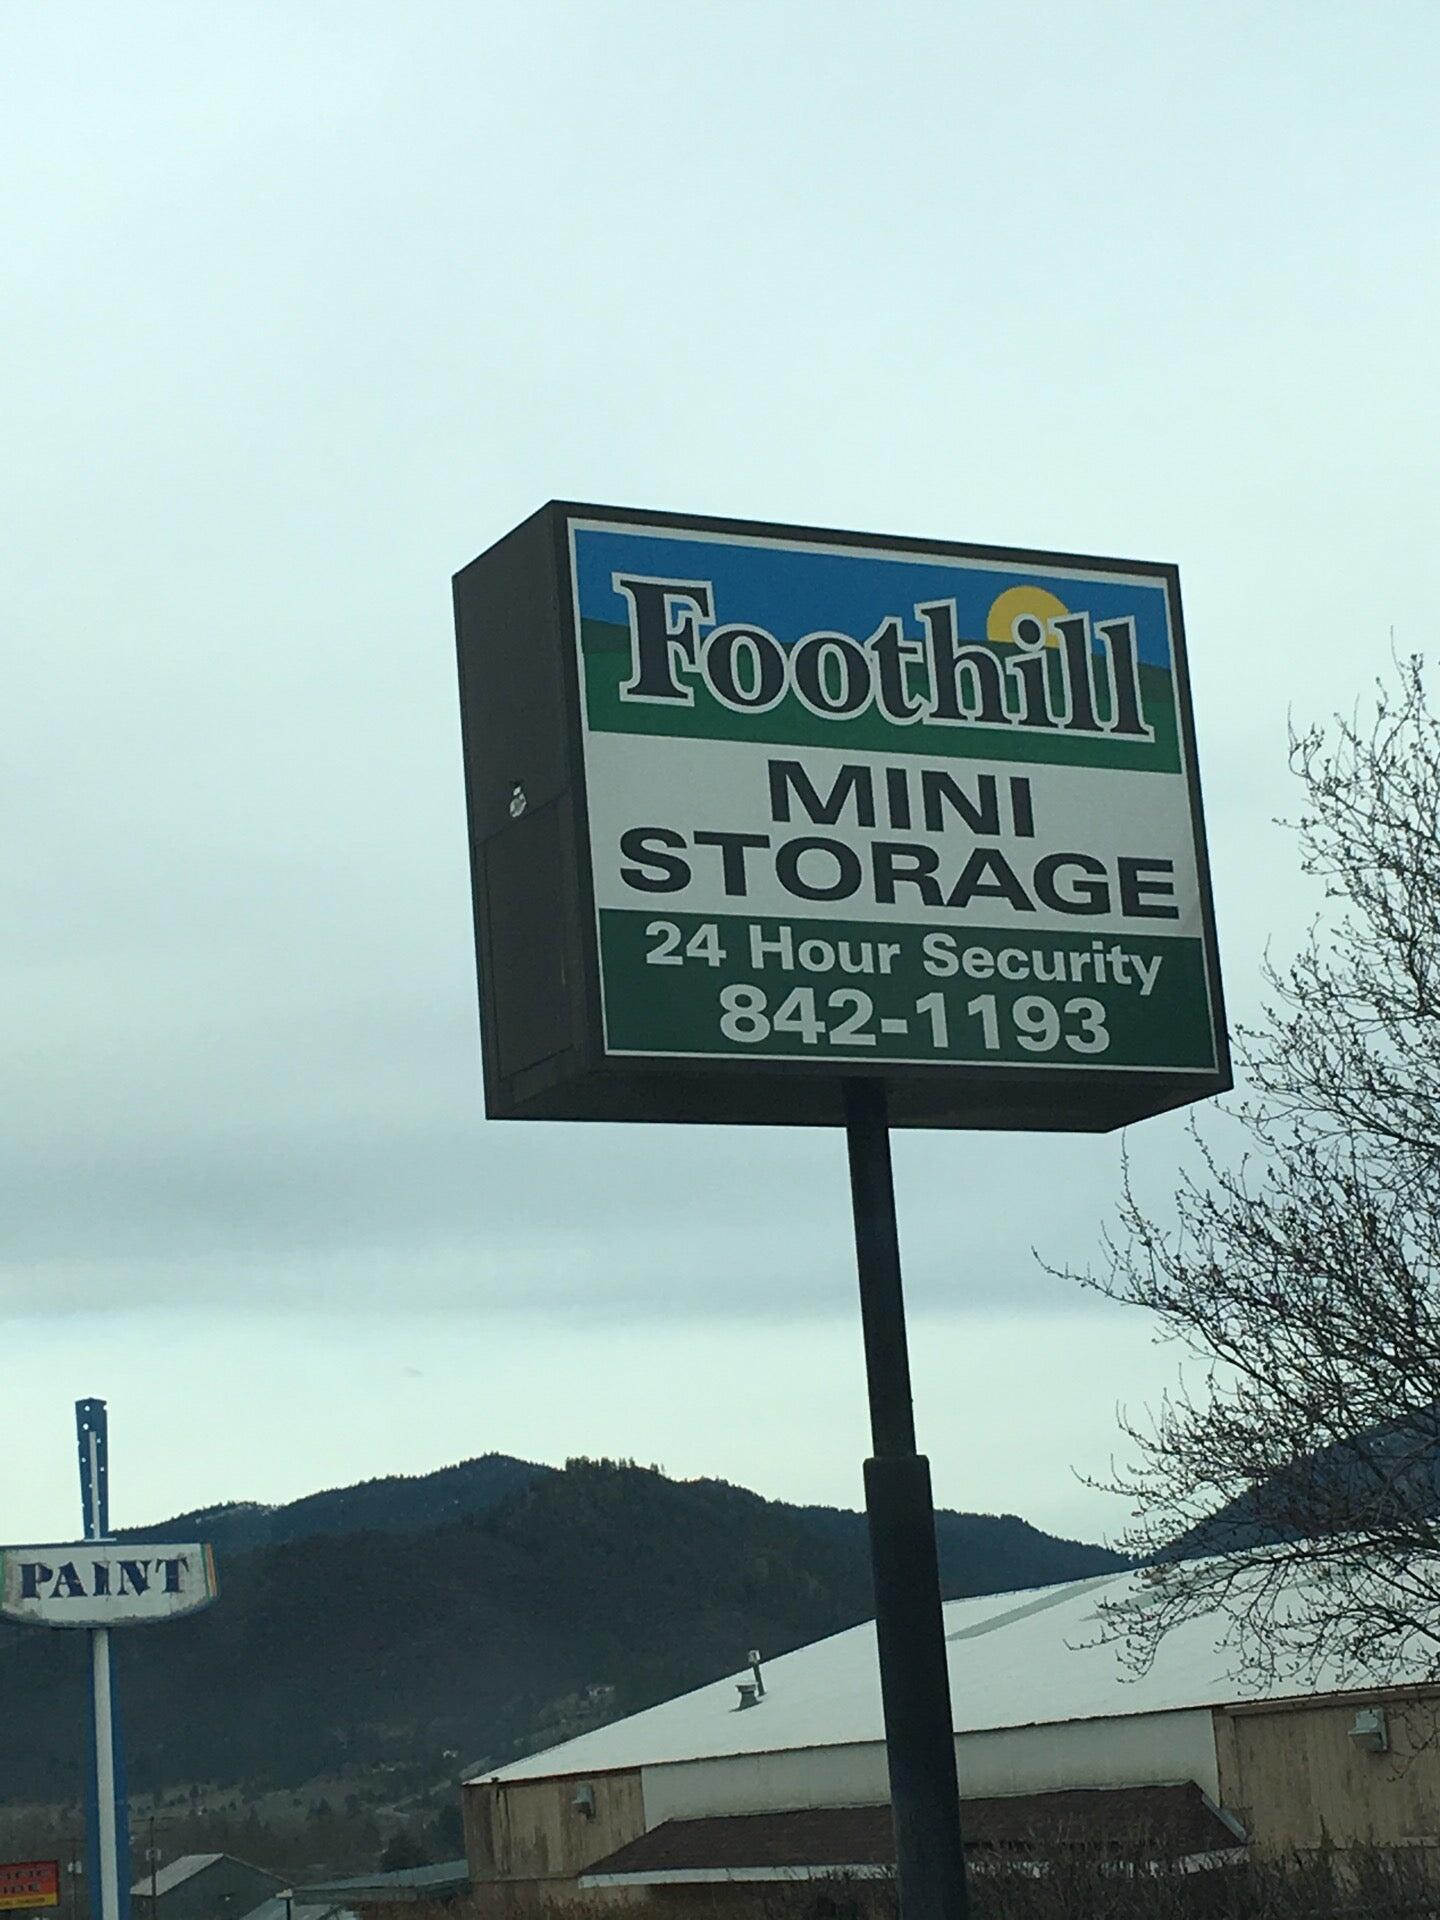 Foothill
MINI
STORAGE
24 Hour Security
842-1193
PAINT